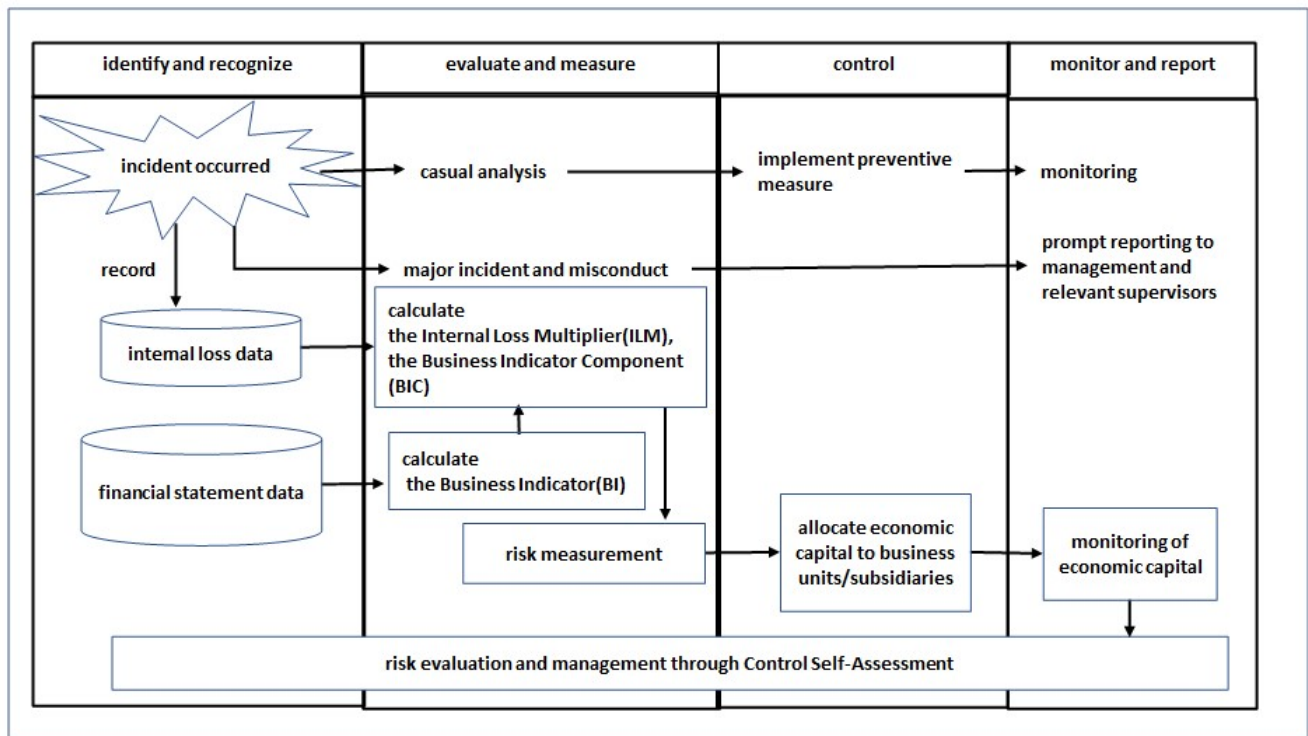 identify and recognize
evaluate and measure
control
monitor and report
incident occurred
casual analysis
implement preventive
measure
monitoring
record
major incident and misconduct
prompt reporting to
management and
relevant supervisors
internal loss data
calculate
the Internal Loss Multiplier(ILM),
the Business Indicator Component
(BIC)
financial statement data
calculate
the Business Indicator(BI)
risk measurement
allocate economic
capital to business
units/subsidiaries
monitoring of
economic capital
risk evaluation and management through Control Self-Assessment